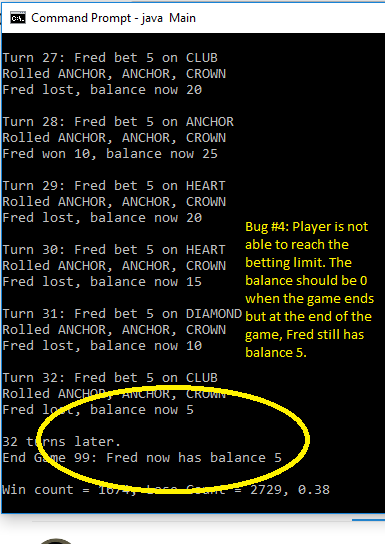 Command Prompt - java Main
Turn 27: Fred bet 5 on CLUB
Rolled ANCHOR, ANCHOR, CROWN
Fred lost, balance now 20
Turn 28: Fred bet 5 on ANCHOR
Rolled ANCHOR, ANCHOR, CROWN
Fred won 10, balance now 25
Turn 29: Fred bet 5 on HEART
Rolled ANCHOR, ANCHOR, CROWN
Fred lost, balance now 20
Turn 30: Fred bet 5 on HEART
Rolled ANCHOR, ANCHOR, CROWN
Fred lost, balance now 15
Turn 31: Fred bet 5 on DIAMOND
Rolled ANCHOR, ANCHOR, CROWN
Fred lost, balance now 10
Turn 32: Fred bet 5 on CLUB
Rolled ANCHOR, ANCHOR, CROWN
Fred lost, balance now 5
32 turns later.
End Game 99: Fred now has balance 5
Win count = 1674, Lose Count = 2729, 0.38
Bug #4: Player is not
able to reach the
betting limit. The
balance should be 0
when the game ends
but at the end of the
game, Fred still has
balance 5.